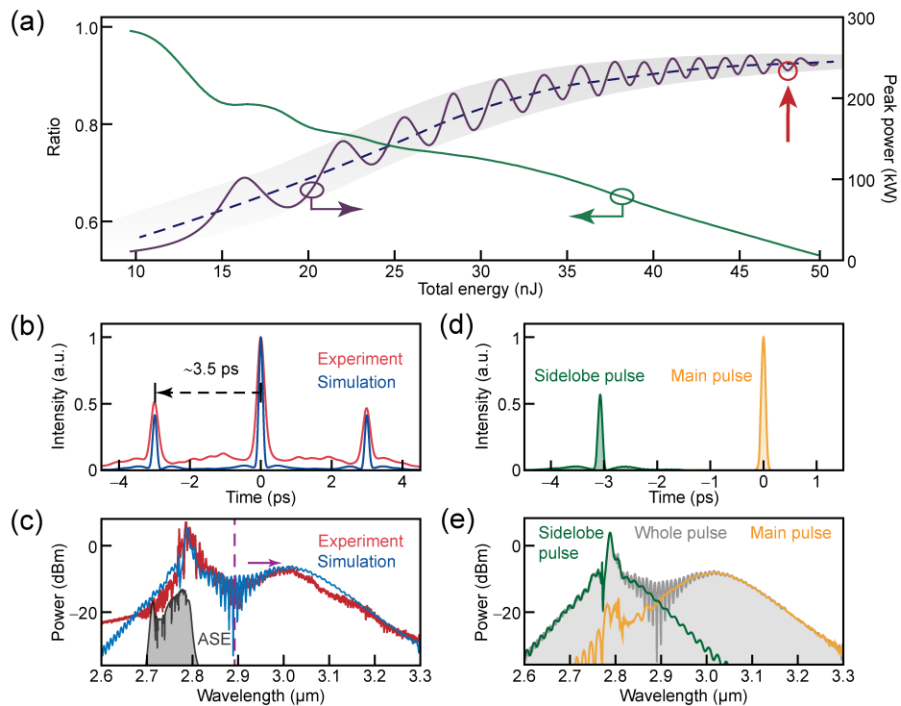 (a)
1.0
0.8
0.6
Ratio
300
200
100
0
Peak power (kW)
10 15 20 25 30 35 40 45 50
Total energy (nJ)
(b)
1
0.5
0
Intensity (a.u.)
Experiment
Simulation
~3.5 ps
−4 −2 0 2 4
Time (ps)
(d)
1
0.5
0
Intensity (a.u.)
Sidelobe pulse
Main pulse
−4 −3 −2 −1 0 1
Time (ps)
(c)
0
−20
Power (dBm)
Experiment
Simulation
ASE
2.6 2.7 2.8 2.9 3.0 3.1 3.2 3.3
Wavelength (μm)
(e)
0
−20
Power (dBm)
Sidelobe
pulse
Whole pulse
Main pulse
2.6 2.7 2.8 2.9 3.0 3.1 3.2 3.3
Wavelength (μm)